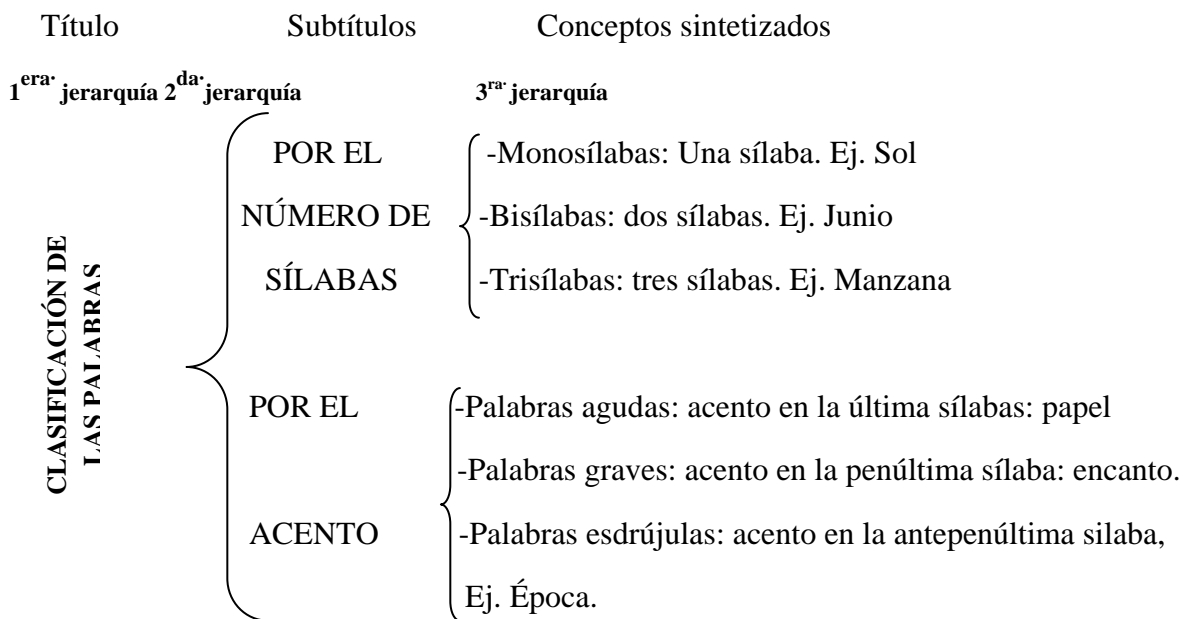 Título Subtítulos Conceptos sintetizados
1era. jerarquía 2da. jerarquía 3ra. jerarquía
CLASIFICACIÓN DE
LAS PALABRAS
POR EL
NÚMERO DE
SÍLABAS
-Monosílabas: Una sílaba. Ej. Sol
-Bisílabas: dos sílabas. Ej. Junio
-Trisílabas: tres sílabas. Ej. Manzana
POR EL
ACENTO
-Palabras agudas: acento en la última sílabas: papel
-Palabras graves: acento en la penúltima sílaba: encanto.
-Palabras esdrújulas: acento en la antepenúltima silaba,
Ej. Época.